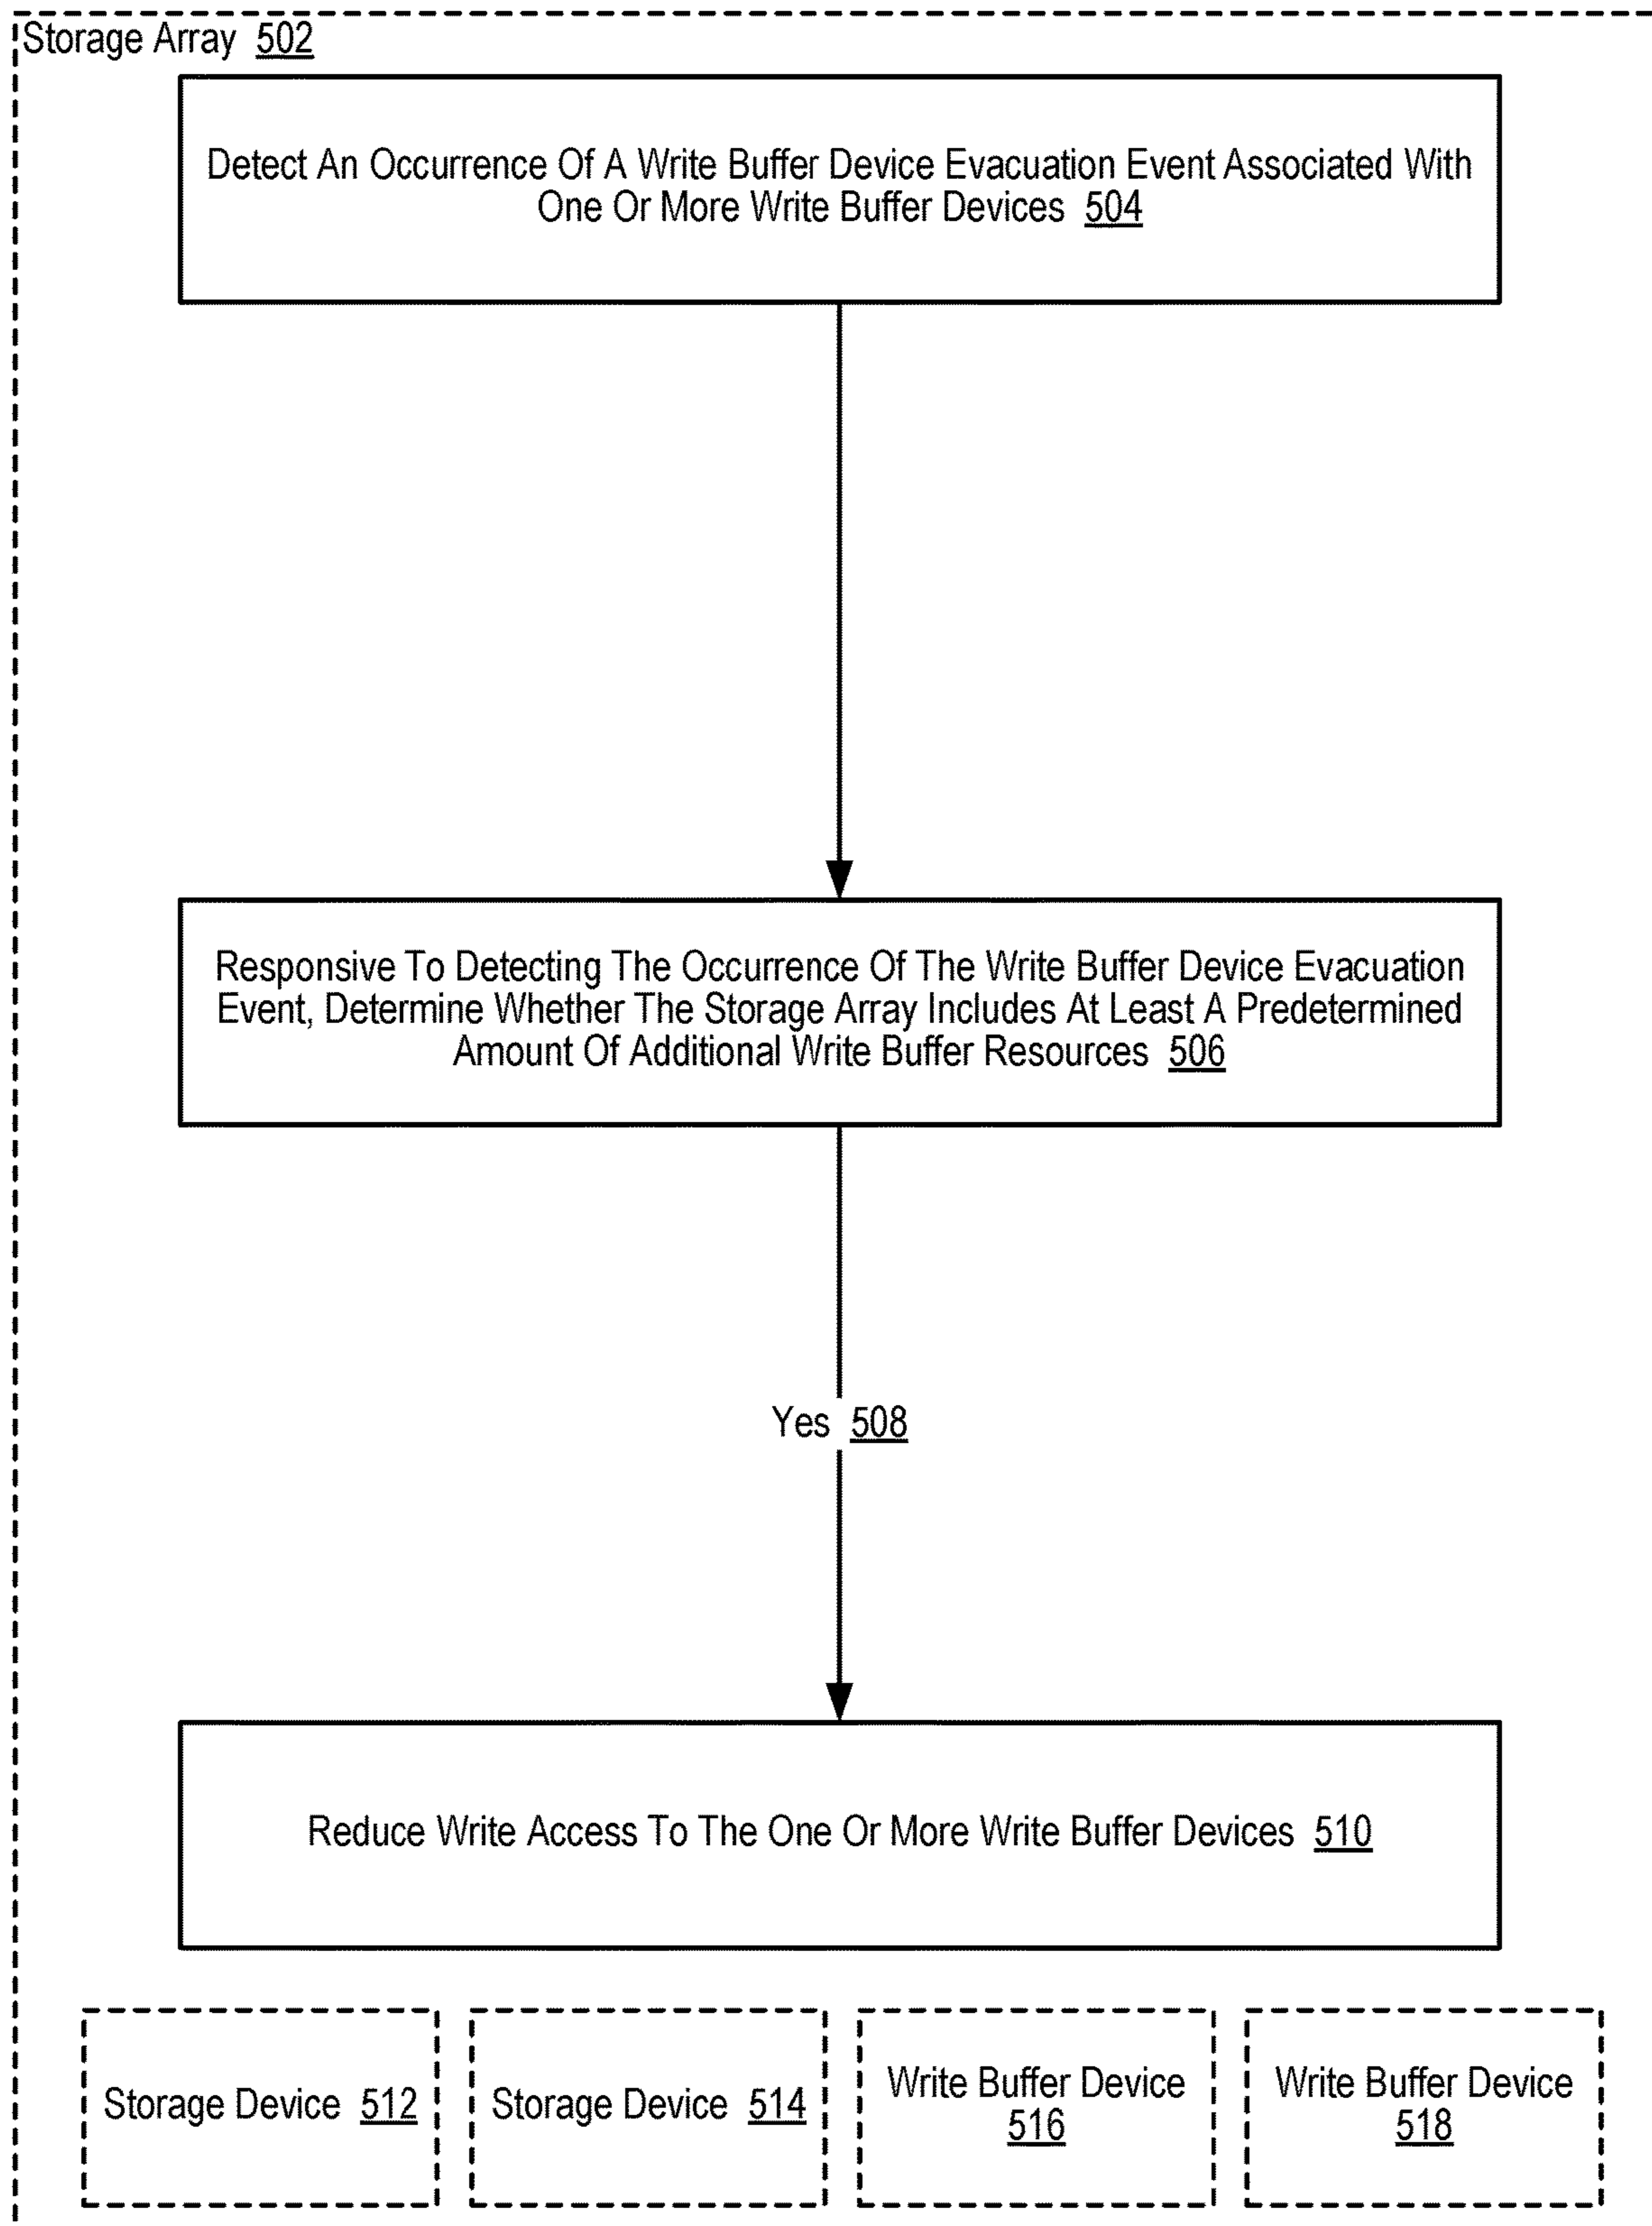 Storage Array 502
Detect An Occurrence Of A Write Buffer Device Evacuation Event Associated With
One Or More Write Buffer Devices 504
Responsive To Detecting The Occurrence Of The Write Buffer Device Evacuation
Event, Determine Whether The Storage Array Includes At Least A Predetermined
Amount Of Additional Write Buffer Resources 506
Yes 508
Reduce Write Access To The One Or More Write Buffer Devices 510
Storage Device 512
Storage Device 514
Write Buffer Device
516
Write Buffer Device
518